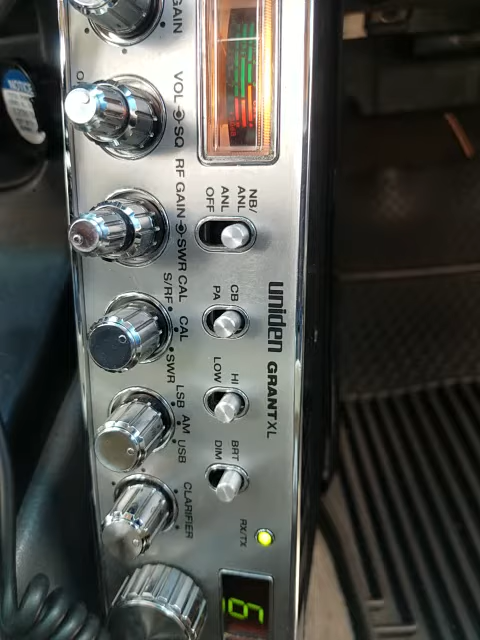 uniden GRANT XL
NB/
ANL
ANL
OFF
CB
PA
HI
LOW
BRT
DIM
RX/TX
GAIN
VOL SQ
RF GAIN SWR CAL
S/RF CAL SWR
LSB AM USB
CLARIFIER